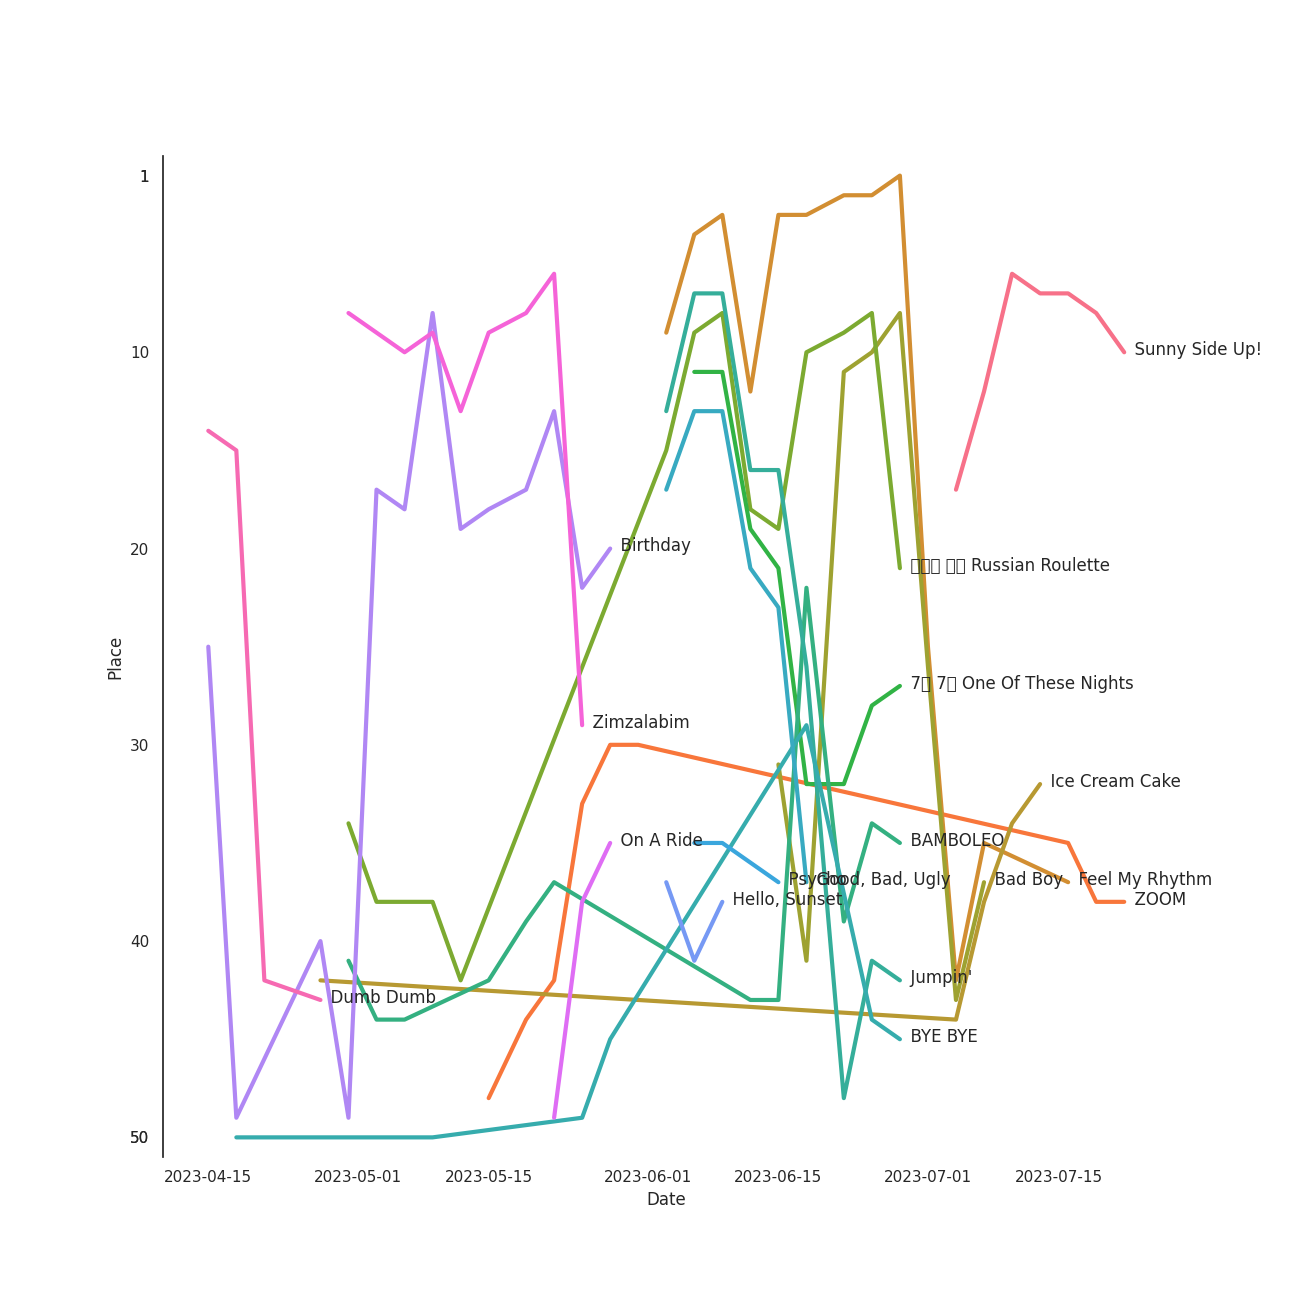 1
10
20
30
40
50
Place
2023-04-15
2023-05-01
2023-05-15
2023-06-01
2023-06-15
2023-07-01
2023-07-15
Date
Sunny Side Up!
Birthday
Russian Roulette
7 7 One Of These Nights
Zimzalabim
Ice Cream Cake
On A Ride
BAMBOLEO
Psycho
Good, Bad, Ugly
Bad Boy
Feel My Rhythm
Hello, Sunset
ZOOM
Jumpin'
Dumb Dumb
BYE BYE